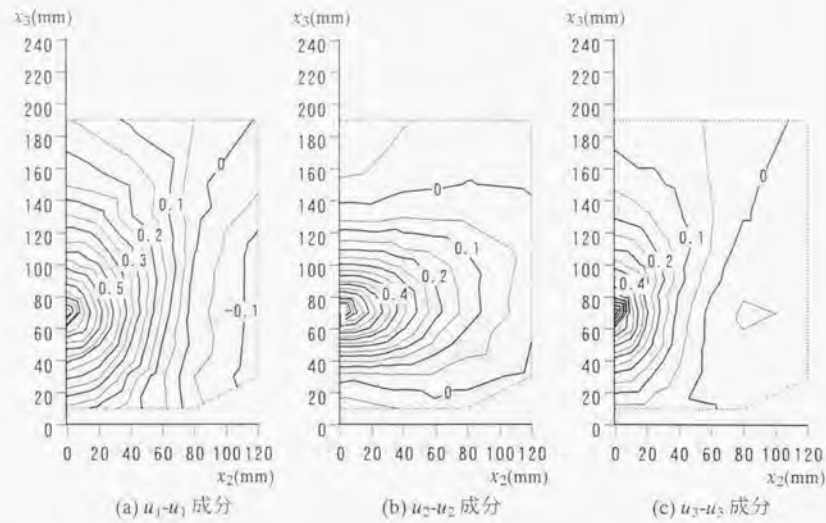 x3(mm) x3(mm) x3(mm)
240 240 240
220 220 220
200 200 200
180 180 180
160 0 160 0 160 0
140 0.1 140 140
120 0.2 120 0.1 120 0.1
100 0.3 100 0.2 100 0.2
80 0.5 80 0.4 80 0.4
60 -0.1 60 60
40 40 40
20 20 0 20
0 0 0
0 20 40 60 80 100 120 0 20 40 60 80 100 120 0 20 40 60 80 100 120
x2(mm) x2(mm) x2(mm)
(a) u1-u1 成分 (b) u2-u2 成分 (c) u3-u3 成分